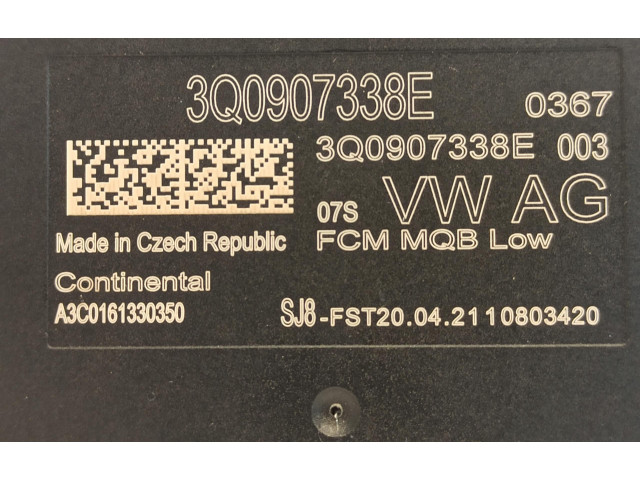 3Q0907338E 0367
3Q0907338E 003
07S VW AG
Made in Czech Republic FCM MQB Low
Continental
A3C0161330350 SJ8-FST20.04.2110803420